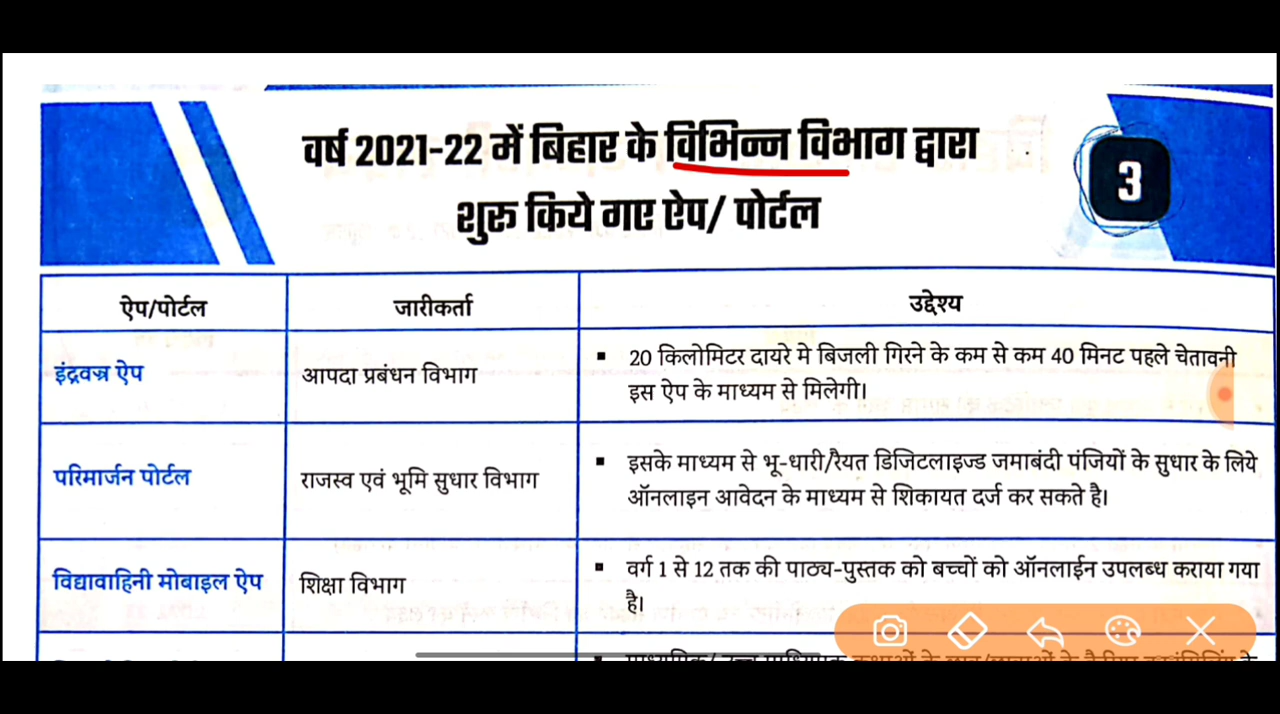 वर्ष 2021-22 में बिहार के विभिन्न विभाग द्वारा
शुरू किये गए ऐप/ पोर्टल
3
ऐप/पोर्टल
जारीकर्ता
उद्देश्य
इंद्रवज्र ऐप
आपदा प्रबंधन विभाग
▪ 20 किलोमिटर दायरे मे बिजली गिरने के कम से कम 40 मिनट पहले चेतावनी
इस ऐप के माध्यम से मिलेगी।
परिमार्जन पोर्टल
राजस्व एवं भूमि सुधार विभाग
▪ इसके माध्यम से भू-धारी/रैयत डिजिटलाइज्ड जमाबंदी पंजियों के सुधार के लिये
ऑनलाइन आवेदन के माध्यम से शिकायत दर्ज कर सकते है।
विद्यावाहिनी मोबाइल ऐप
शिक्षा विभाग
▪ वर्ग 1 से 12 तक की पाठ्य-पुस्तक को बच्चों को ऑनलाईन उपलब्ध कराया गया
है।